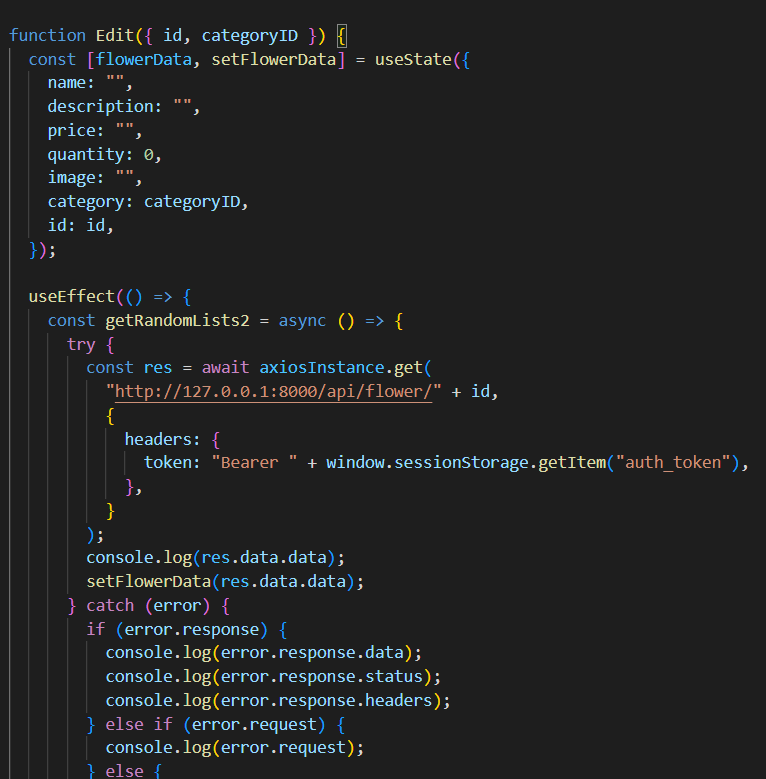 function Edit({ id, categoryID }) {
const [flowerData, setFlowerData] = useState({
name: "",
description: "",
price: "",
quantity: 0,
image: "",
category: categoryID,
id: id,
});
useEffect(() => {
const getRandomLists2 = async () => {
try {
const res = await axiosInstance.get(
"http://127.0.0.1:8000/api/flower/" + id,
{
headers: {
token: "Bearer " + window.sessionStorage.getItem("auth_token"),
},
}
);
console.log(res.data.data);
setFlowerData(res.data.data);
} catch (error) {
if (error.response) {
console.log(error.response.data);
console.log(error.response.status);
console.log(error.response.headers);
} else if (error.request) {
console.log(error.request);
} else {